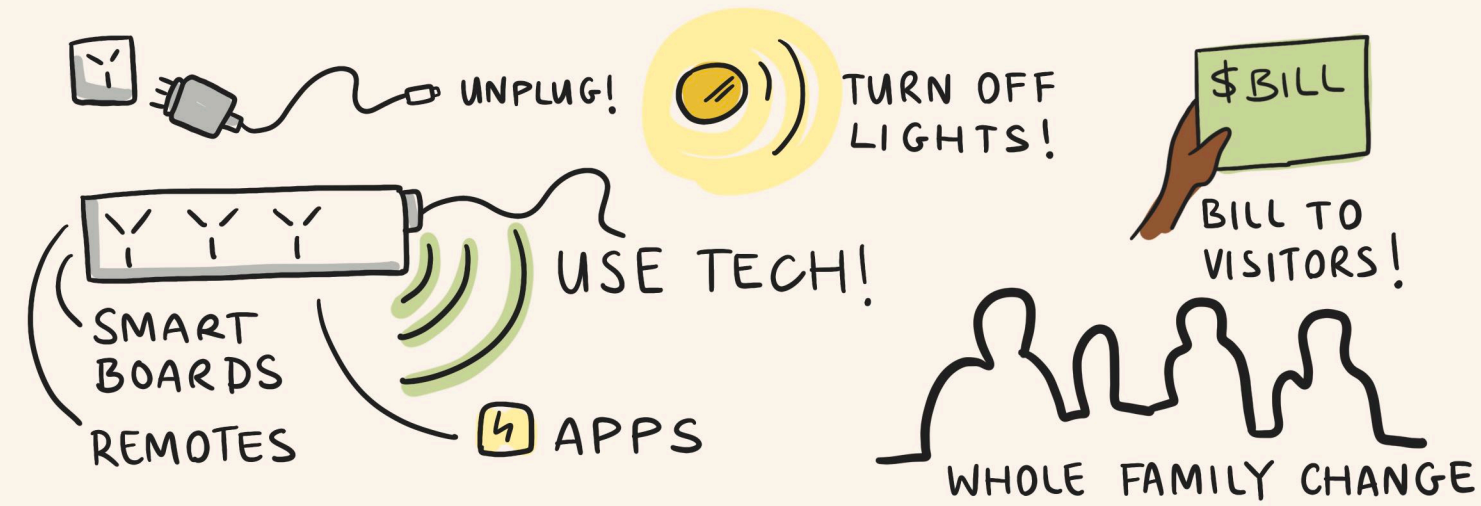 UNPLUG!
TURN OFF
LIGHTS!
$ BILL
BILL TO
VISITORS!
USE TECH!
SMART
BOARDS
REMOTES
APPS
WHOLE FAMILY CHANGE